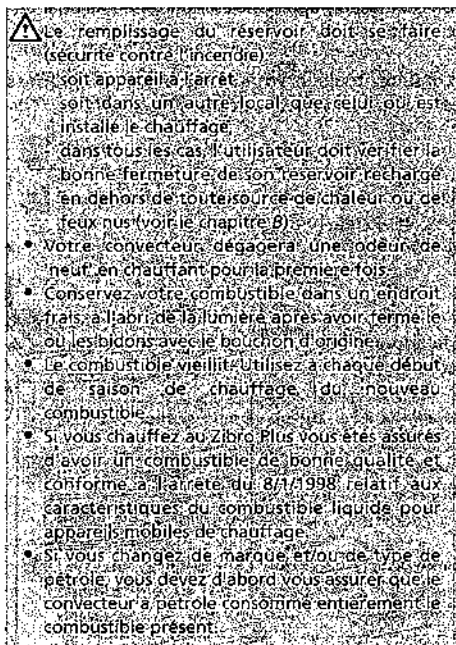 Le remplissage du réservoir doit se faire
(sécurité contre l'incendie)
soit appareil à l'arrêt,
soit dans un autre local que celui où est
installé le chauffage,
dans tous les cas l'utilisateur doit vérifier la
bonne fermeture de son réservoir rechargé
en dehors de toute source de chaleur ou de
feux nus (voir le chapitre B)
• Votre convecteur dégagera une odeur de
"neuf" en chauffant pour la première fois.
• Conservez votre combustible dans un endroit
frais, à l'abri de la lumière après avoir fermé le
ou les bidons avec le bouchon d'origine.
• Le combustible vieillit. Utilisez à chaque début
de saison de chauffage du nouveau
combustible.
• Si vous chauffez au Zibro Plus vous êtes assurés
d'avoir un combustible de bonne qualité et
conforme à l'arrêté du 8/1/1998 relatif aux
caractéristiques du combustible liquide pour
appareils mobiles de chauffage.
• Si vous changez de marque et/ou de type de
pétrole, vous devez d'abord vous assurer que le
convecteur à pétrole consomme entièrement le
combustible présent.